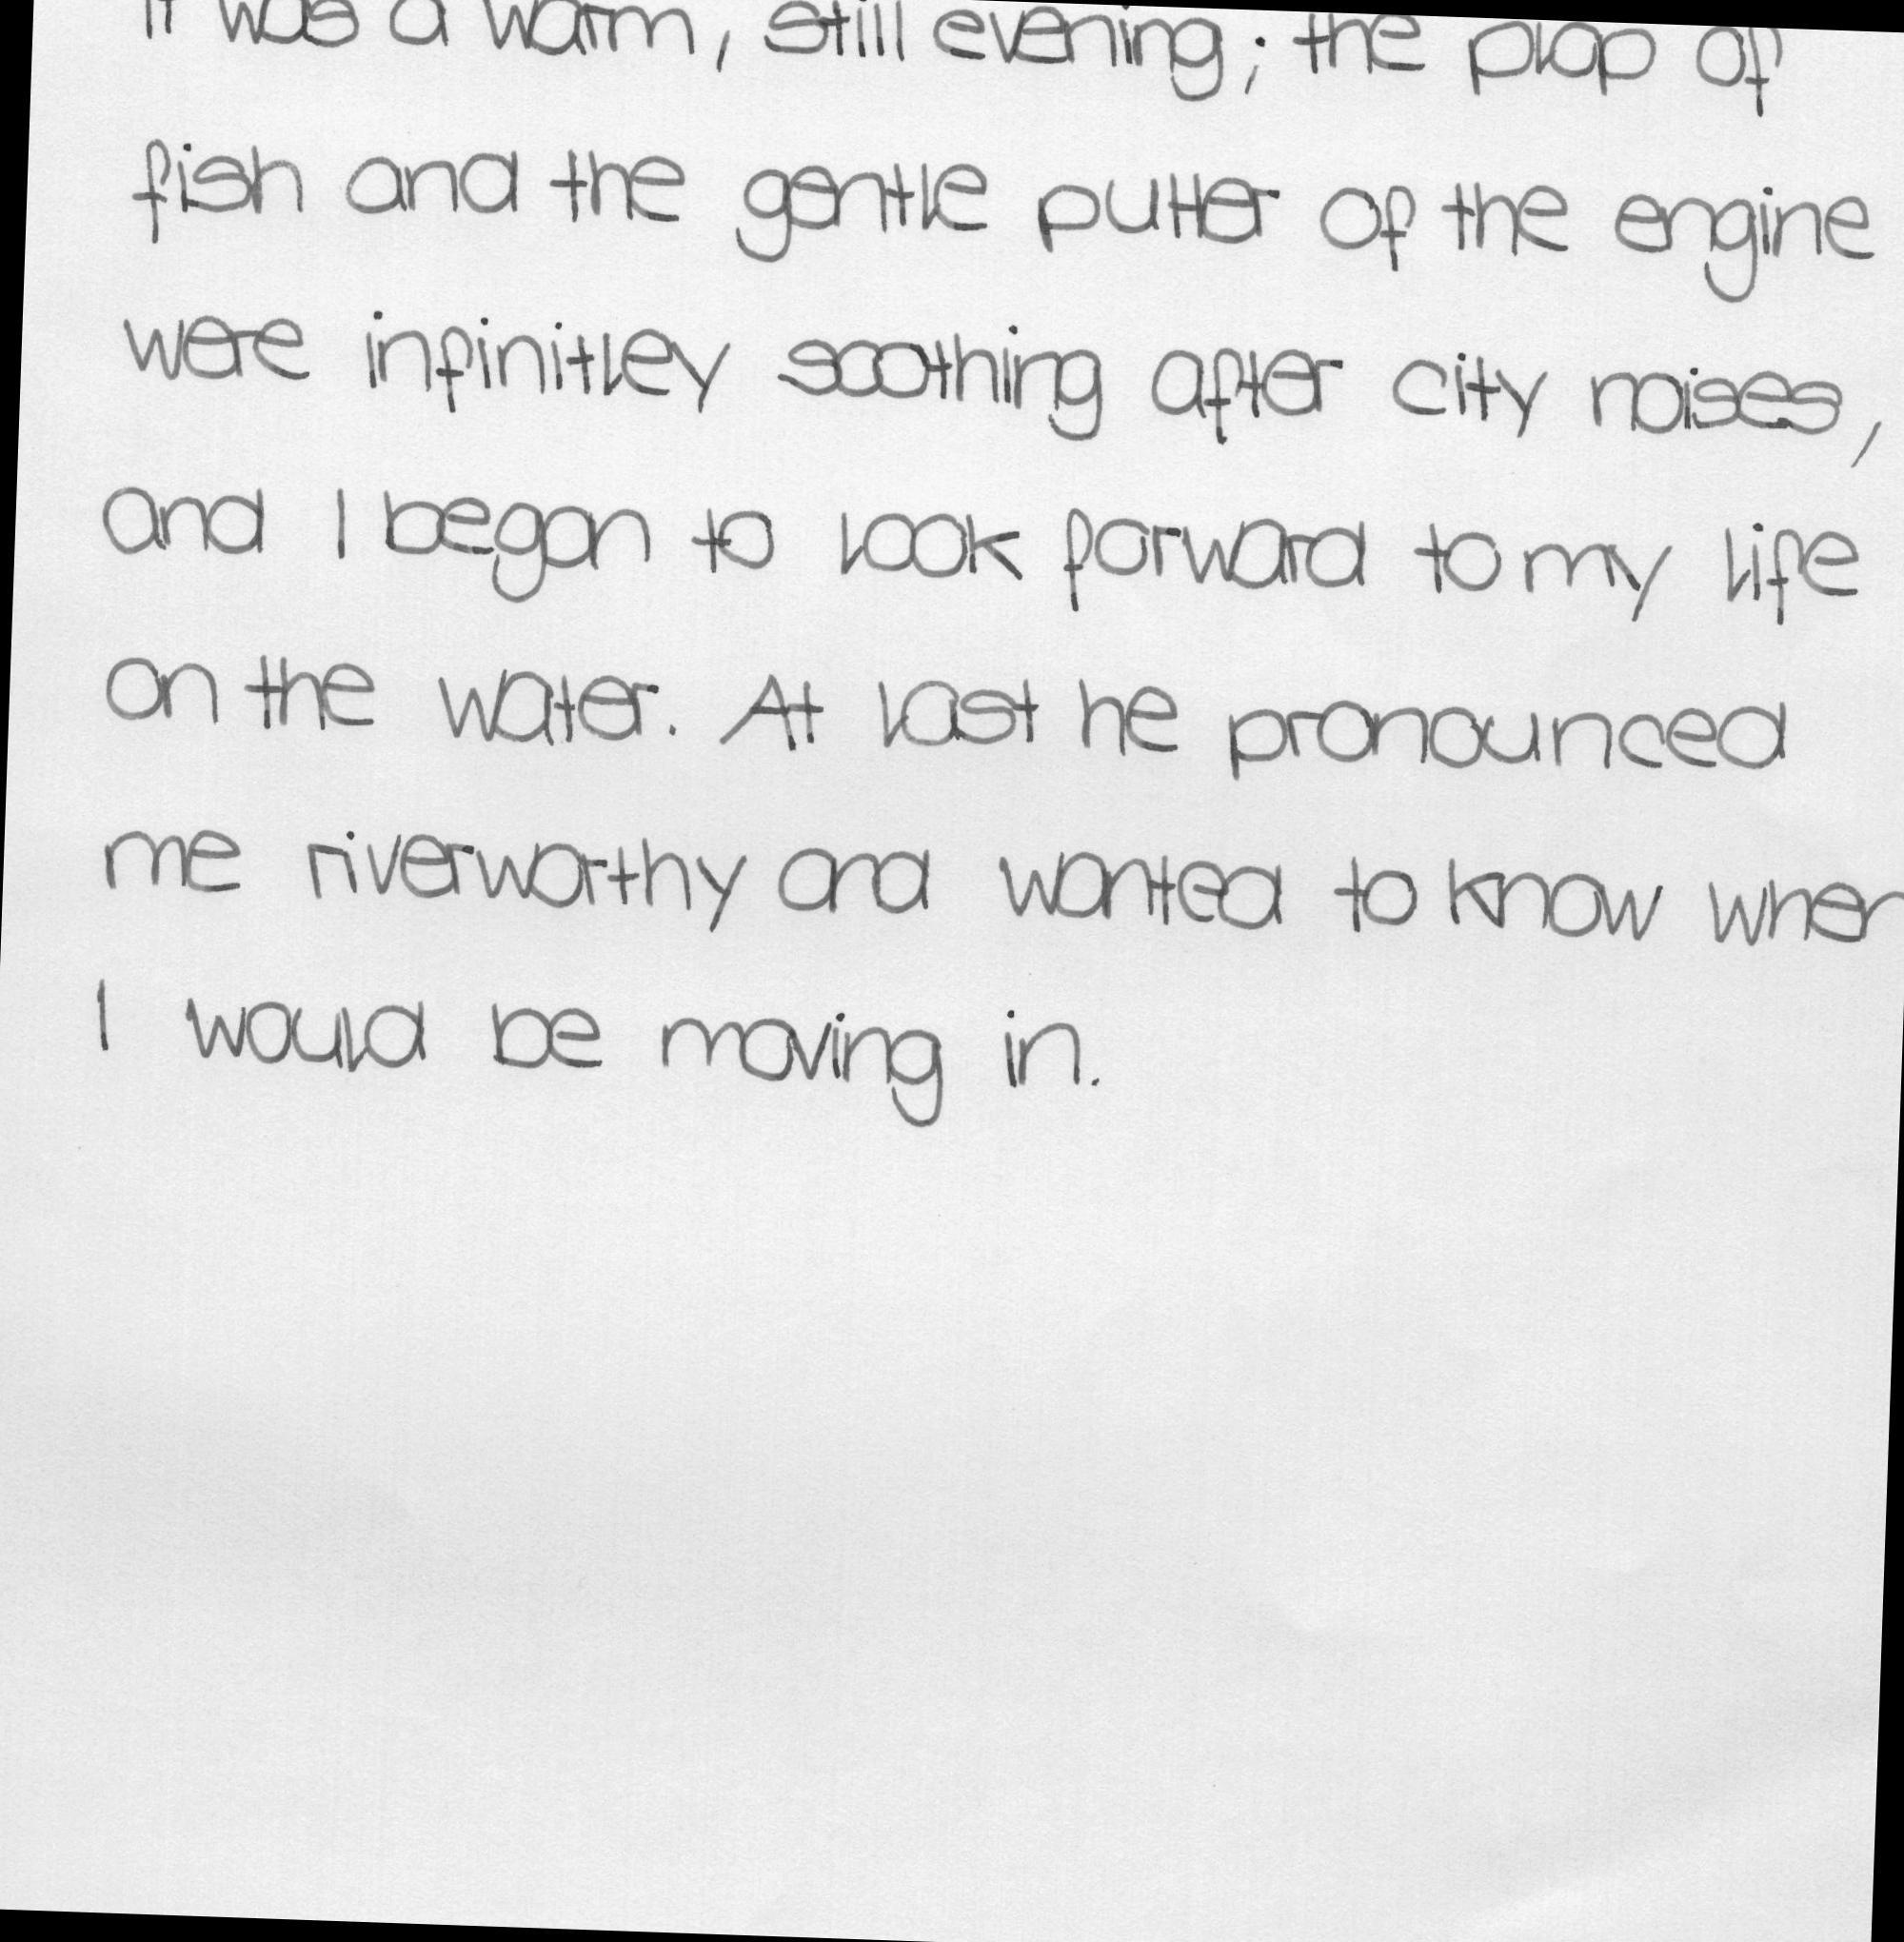 It was a warm, still evening; the plop of
fish and the gentle putter of the engine
were infinitley soothing after city noises,
and I began to look forward to my life
on the water. At last he pronounced
me riverworthy and wanted to know when
I would be moving in.